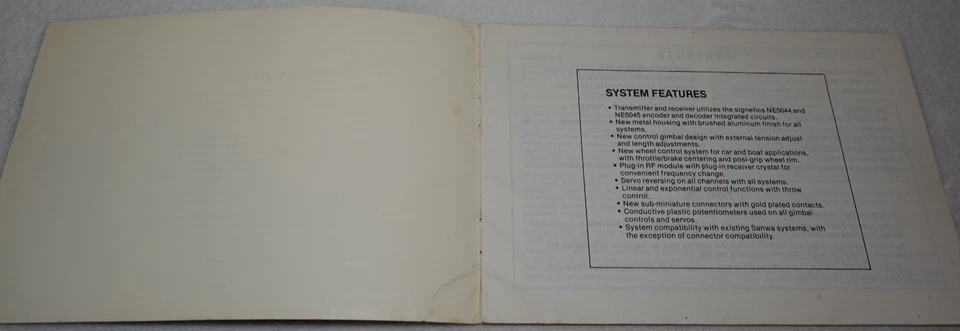 SYSTEM FEATURES
• Transmitter and receiver utilizes the signetics NE5044 and
NE5045 encoder and decoder integrated circuits.
• New metal housing with brushed aluminum finish for all
systems.
• New control gimbal design with external tension adjust
and length adjustments.
• New wheel control system for car and boat applications,
with throttle/brake centering and posi-grip wheel rim.
• Plug-in RF module with plug-in receiver crystal for
convenient frequency change.
• Servo reversing on all channels with all systems.
• Linear and exponential control functions with throw
control.
• New sub-miniature connectors with gold plated contacts.
• Conductive plastic potentiometers used on all gimbal
controls and servos.
• System compatibility with existing Sanwa systems, with
the exception of connector compatibility.